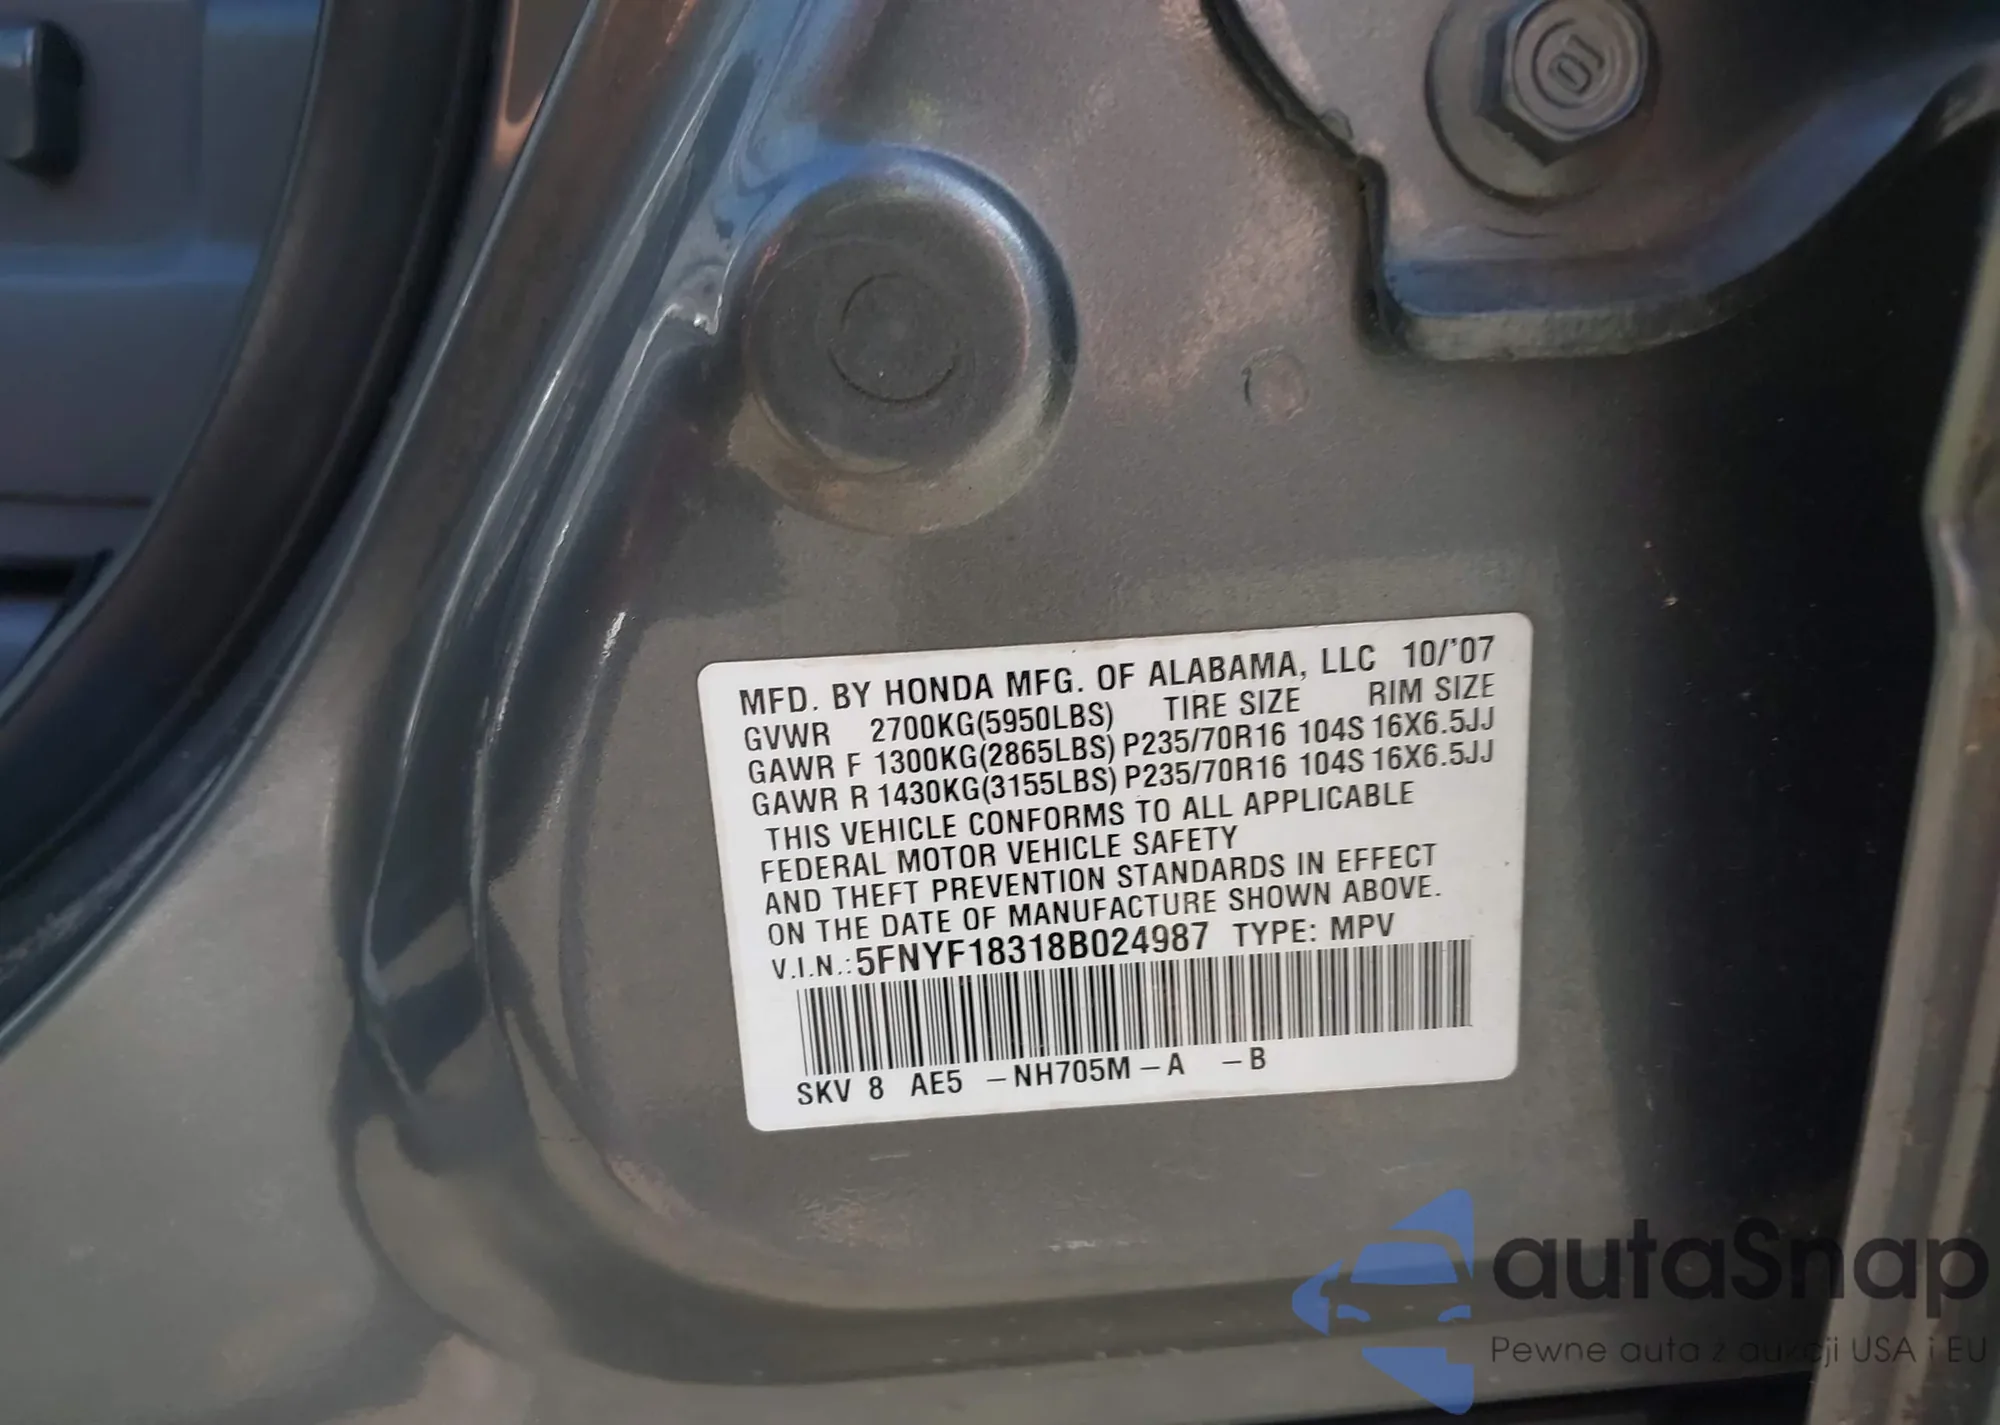 10
MFD. BY HONDA MFG. OF ALABAMA, LLC 10/'07
GVWR 2700KG(5950LBS) TIRE SIZE RIM SIZE
GAWR F 1300KG(2865LBS) P235/70R16 104S 16X6.5JJ
GAWR R 1430KG(3155LBS) P235/70R16 104S 16X6.5JJ
THIS VEHICLE CONFORMS TO ALL APPLICABLE
FEDERAL MOTOR VEHICLE SAFETY
AND THEFT PREVENTION STANDARDS IN EFFECT
ON THE DATE OF MANUFACTURE SHOWN ABOVE.
V.I.N.: 5FNYF18318B024987 TYPE: MPV
SKV 8 AE5 –NH705M–A –B
autaSnap
Pewne auta z aukcji USA i EU